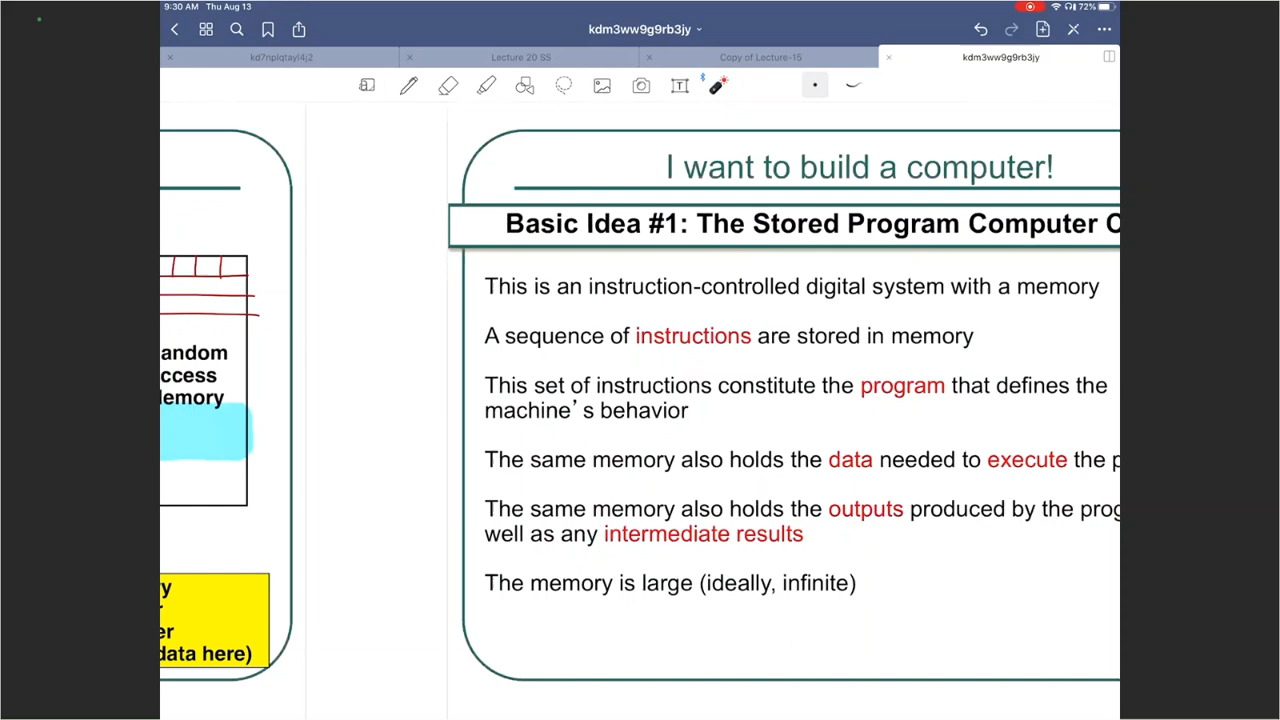 9:30 AM Thu Aug 13
72%
kdm3ww9g9rb3jy
kd7nplqtayl4j2
Lecture 20 SS
Copy of Lecture-15
kdm3ww9g9rb3jy
T
andom
ccess
emory
y
er
data here)
I want to build a computer!
Basic Idea #1: The Stored Program Computer C
This is an instruction-controlled digital system with a memory
A sequence of instructions are stored in memory
This set of instructions constitute the program that defines the
machine's behavior
The same memory also holds the data needed to execute the p
The same memory also holds the outputs produced by the prog
well as any intermediate results
The memory is large (ideally, infinite)